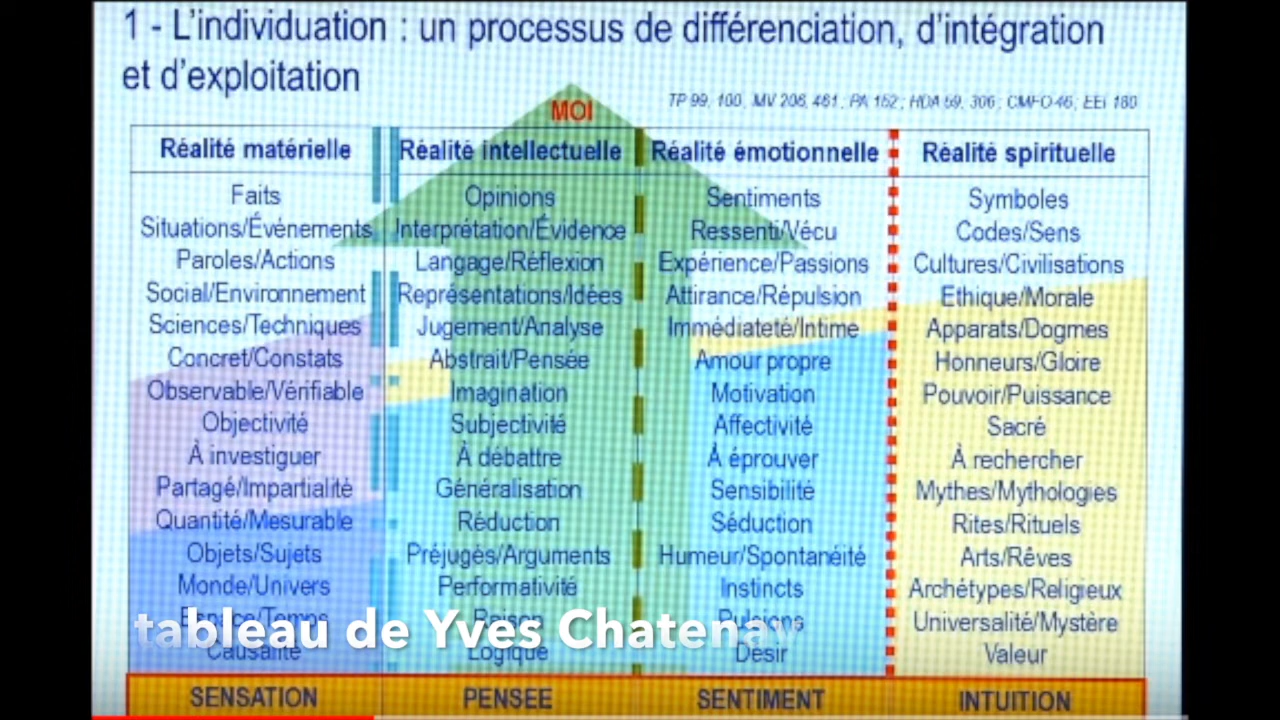 1 - L'individuation : un processus de différenciation, d'intégration
et d'exploitation
TP 99, 100, MV 206, 461 ; PA 152 ; HDA 59, 306 ; CMFO 46 ; EEI 180
MOI
Réalité matérielle Réalité intellectuelle Réalité émotionnelle Réalité spirituelle
Faits Opinions Sentiments Symboles
Situations/Événements Interprétation/Évidence Ressenti/Vécu Codes/Sens
Paroles/Actions Langage/Réflexion Expérience/Passions Cultures/Civilisations
Social/Environnement Représentations/Idées Attirance/Répulsion Ethique/Morale
Sciences/Techniques Jugement/Analyse Immédiateté/Intime Apparats/Dogmes
Concret/Constats Abstrait/Pensée Amour propre Honneurs/Gloire
Observable/Vérifiable Imagination Motivation Pouvoir/Puissance
Objectivité Subjectivité Affectivité Sacré
À investiguer À débattre À éprouver À rechercher
Partagé/Impartialité Généralisation Sensibilité Mythes/Mythologies
Quantité/Mesurable Réduction Séduction Rites/Rituels
Objets/Sujets Préjugés/Arguments Humeur/Spontanéité Arts/Rêves
Monde/Univers Performativité Instincts Archétypes/Religieux
Espace/Temps Raison Pulsions Universalité/Mystère
tableau de Yves Chatenay
Causalité Logique Désir Valeur
SENSATION PENSEE SENTIMENT INTUITION